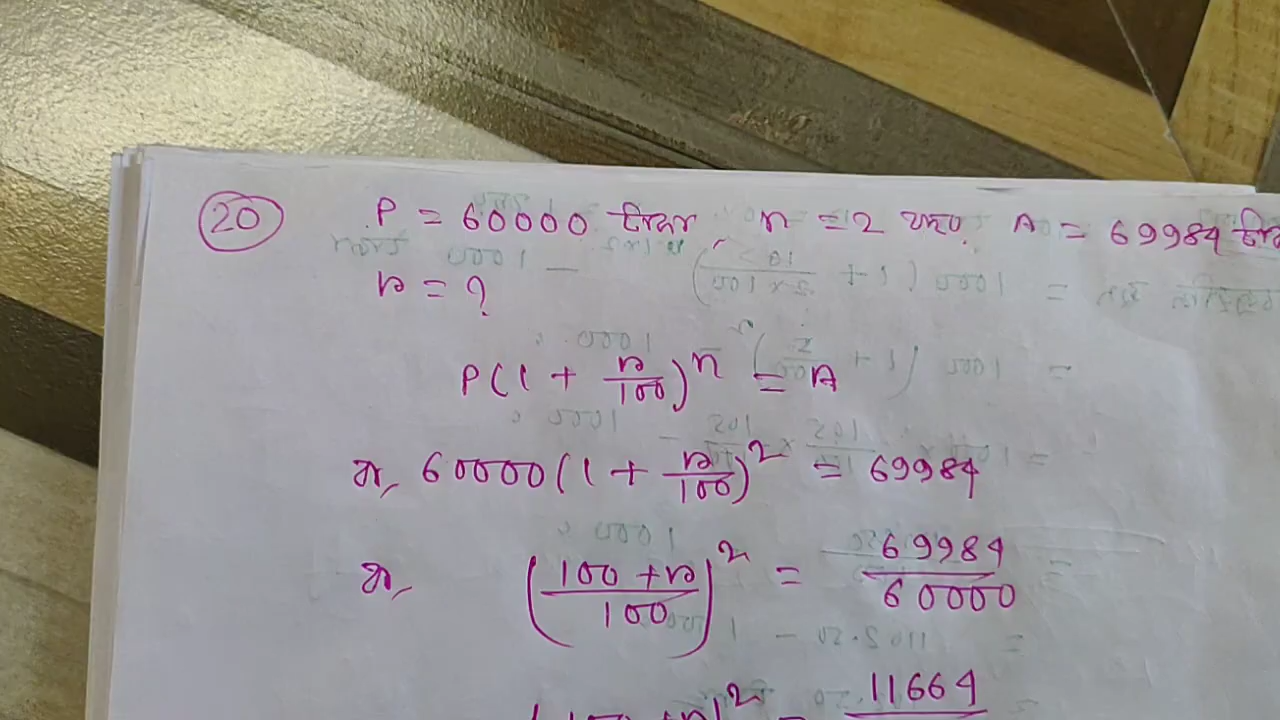 20 P = 60000 টাকা, n = 2 বছর, A = 69984
r = ?
P(1 + r/100)^n = A
বা, 60000(1 + r/100)^2 = 69984
বা, ((100 + r)/100)^2 = 69984/60000
11664